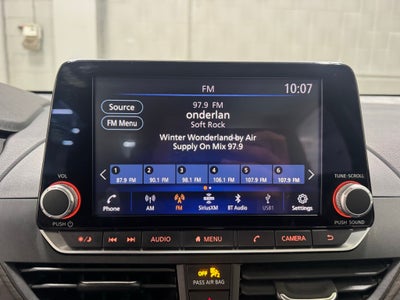 FM
10:07
Source
FM Menu
97.9 FM
onderlan
Soft Rock
Winter Wonderland by Air
Supply On Mix 97.9
1 2 3 4 5 6
87.9 FM 90.1 FM 98.1 FM 106.1 FM 107.9 FM 107.9 FM
Phone AM FM SiriusXM BT Audio USB1 Settings
VOL
TUNE·SCROLL
PUSH
PUSH SOUND
AUDIO MENU CAMERA
OFF
PASS AIR BAG